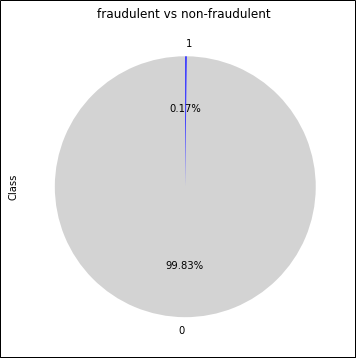 fraudulent vs non-fraudulent
1
0.17%
Class
99.83%
0